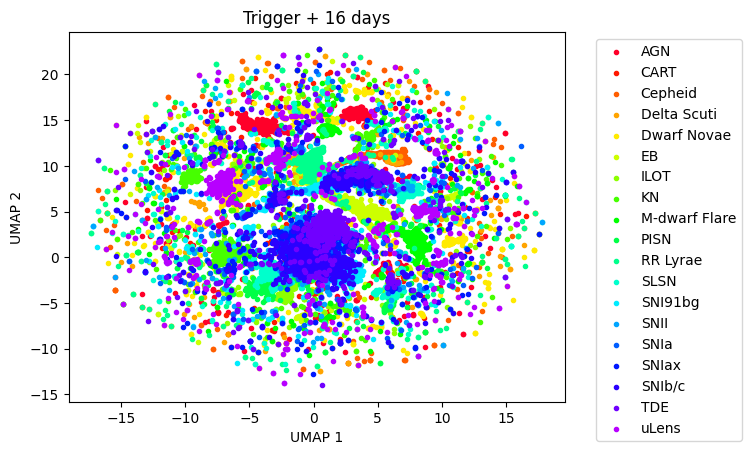 Trigger + 16 days
20
15
10
5
0
−5
−10
−15
−15
−10
−5
0
5
10
15
UMAP 1
UMAP 2
AGN
CART
Cepheid
Delta Scuti
Dwarf Novae
EB
ILOT
KN
M-dwarf Flare
PISN
RR Lyrae
SLSN
SNI91bg
SNII
SNIa
SNIax
SNIb/c
TDE
uLens